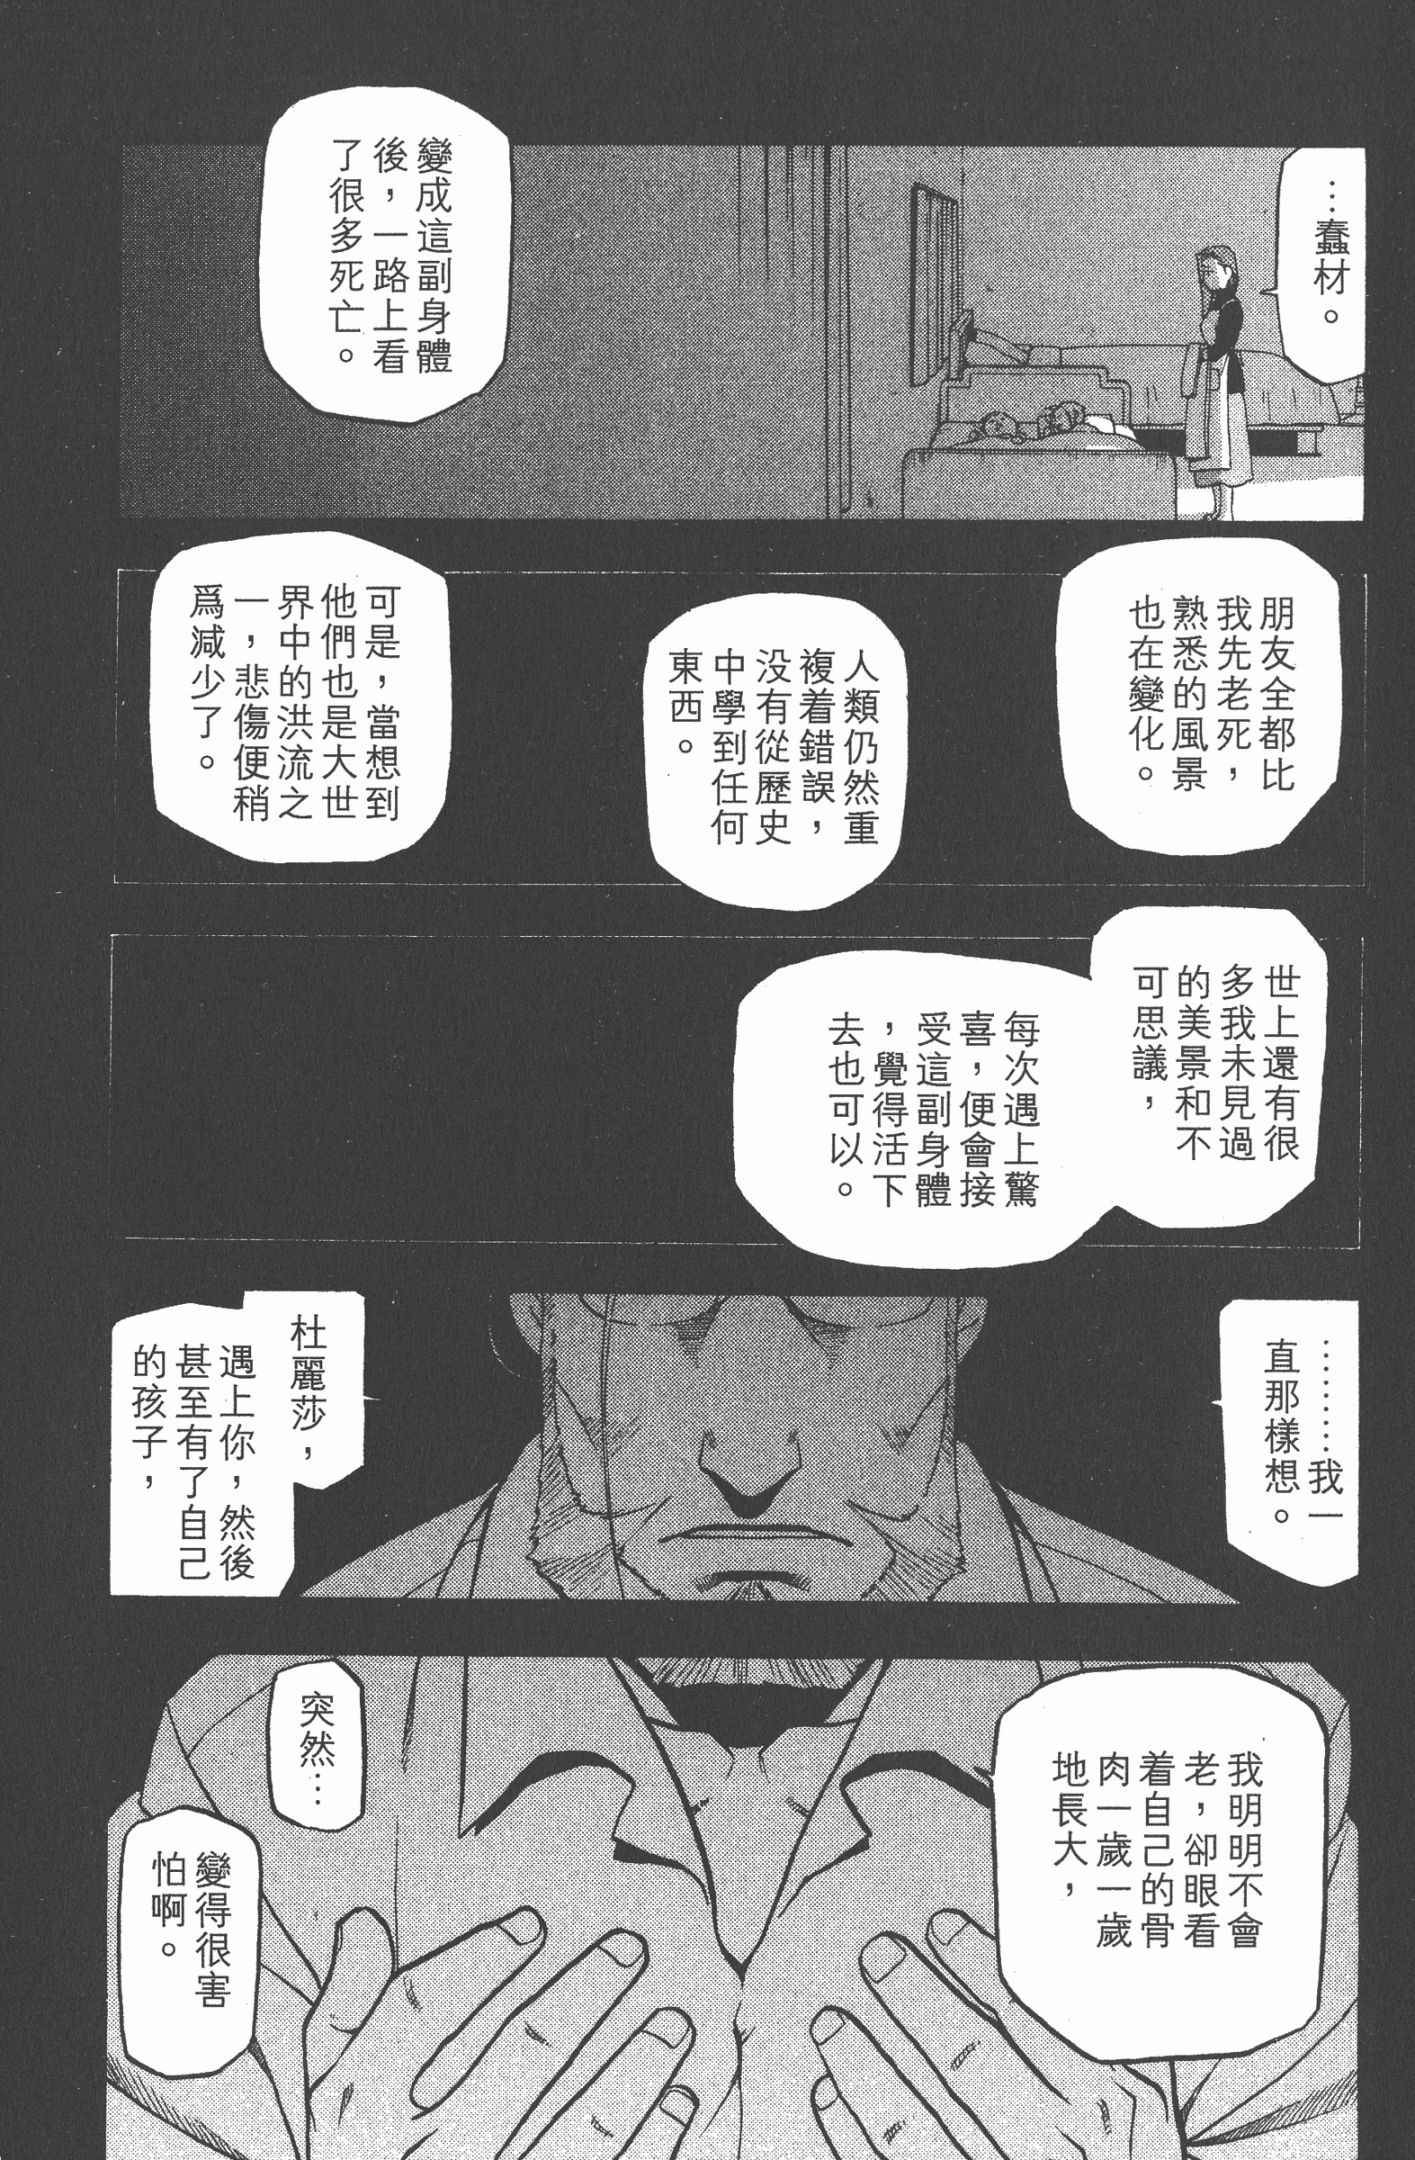 …蠢材。
變成這副身體
後，一路上看
了很多死亡。
朋友全都比
我先老死，
熟悉的風景
也在變化。
人類仍然重
複着錯誤，
没有從歷史
中學到任何
東西。
可是，當想到
他們也是大世
界中的洪流之
一，悲傷便稍
爲減少了。
世上還有很
多我未見過
的美景和不
可思議，
每次遇上驚
喜，便會接
受這副身體
，覺得活下
去也可以。
………我一
直那樣想。
杜麗莎，
遇上你，然後
甚至有了自己
的孩子，
我明明不會
老，卻眼看
着自己的骨
肉一歲一歲
地長大，
突然…
變得很害
怕啊。